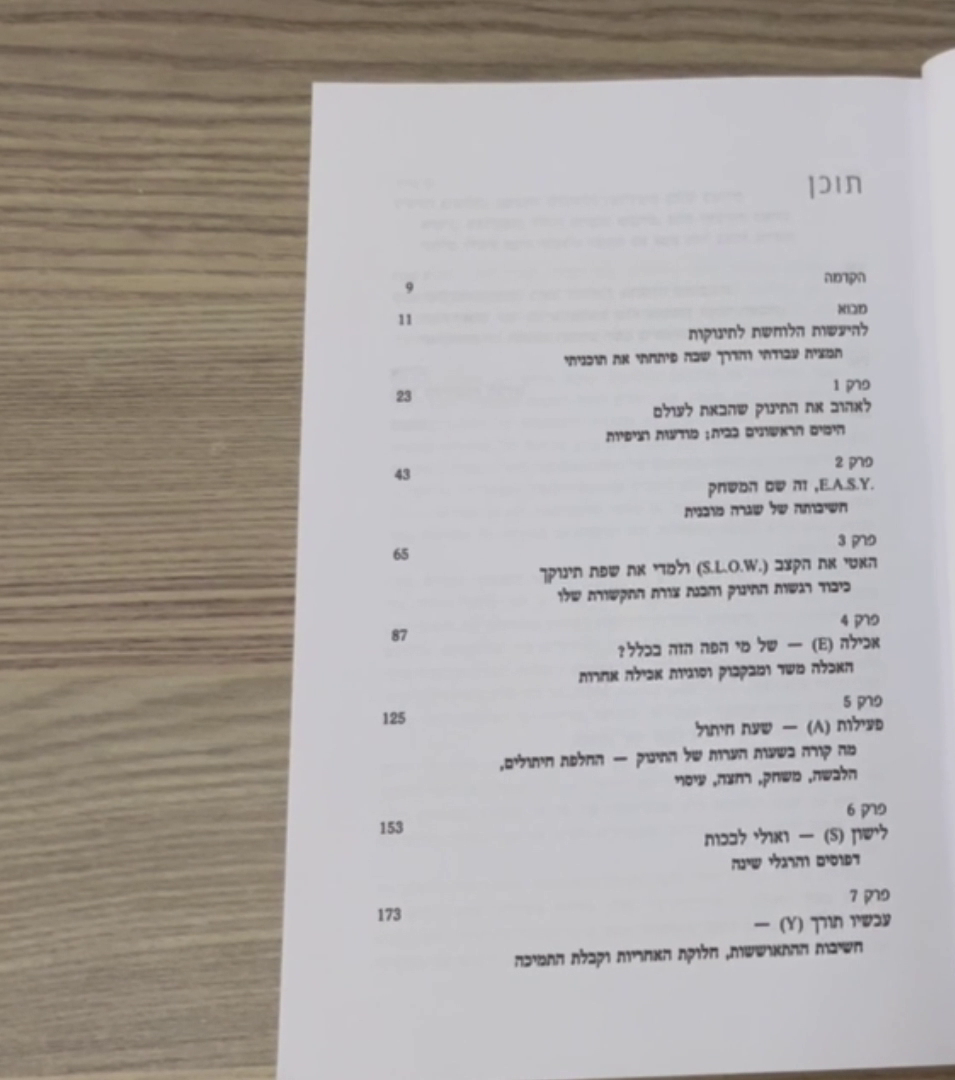 תוכן
הקדמה 9
מבוא 11
להיעשות הלוחשת לתינוקות
תמצית עבודתי והדרך שבה פיתחתי את תוכניתי
פרק 1 23
לאהוב את התינוק שהבאת לעולם
הימים הראשונים בבית; מודעות וציפיות
פרק 2 43
E.A.S.Y., זה שם המשחק
חשיבותה של שגרה מובנית
פרק 3 65
האטי את הקצב (S.L.O.W.) ולמדי את שפת תינוקך
כיבוד רגשות התינוק והבנת צורת התקשורת שלו
פרק 4 87
אכילה (E) — של מי הפה הזה בכלל?
האכלה משד ומבקבוק וסוגיות אכילה אחרות
פרק 5 125
פעילות (A) — שעת חיתול
מה קורה בשעות הערות של התינוק — החלפת חיתולים,
הלבשה, משחק, רחצה, עיסוי
פרק 6 153
לישון (S) — ואולי לבכות
דפוסים והרגלי שינה
פרק 7 173
עכשיו תורך (Y) —
חשיבות ההתאוששות, חלוקת האחריות וקבלת התמיכה